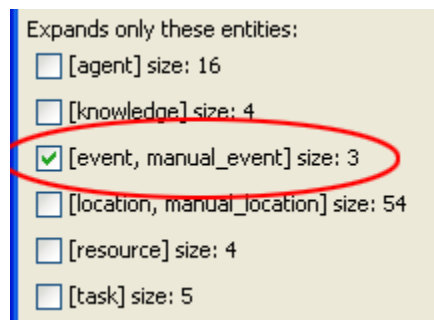 Expands only these entities:
[agent] size: 16
[knowledge] size: 4
[event, manual_event] size: 3
[location, manual_location] size: 54
[resource] size: 4
[task] size: 5